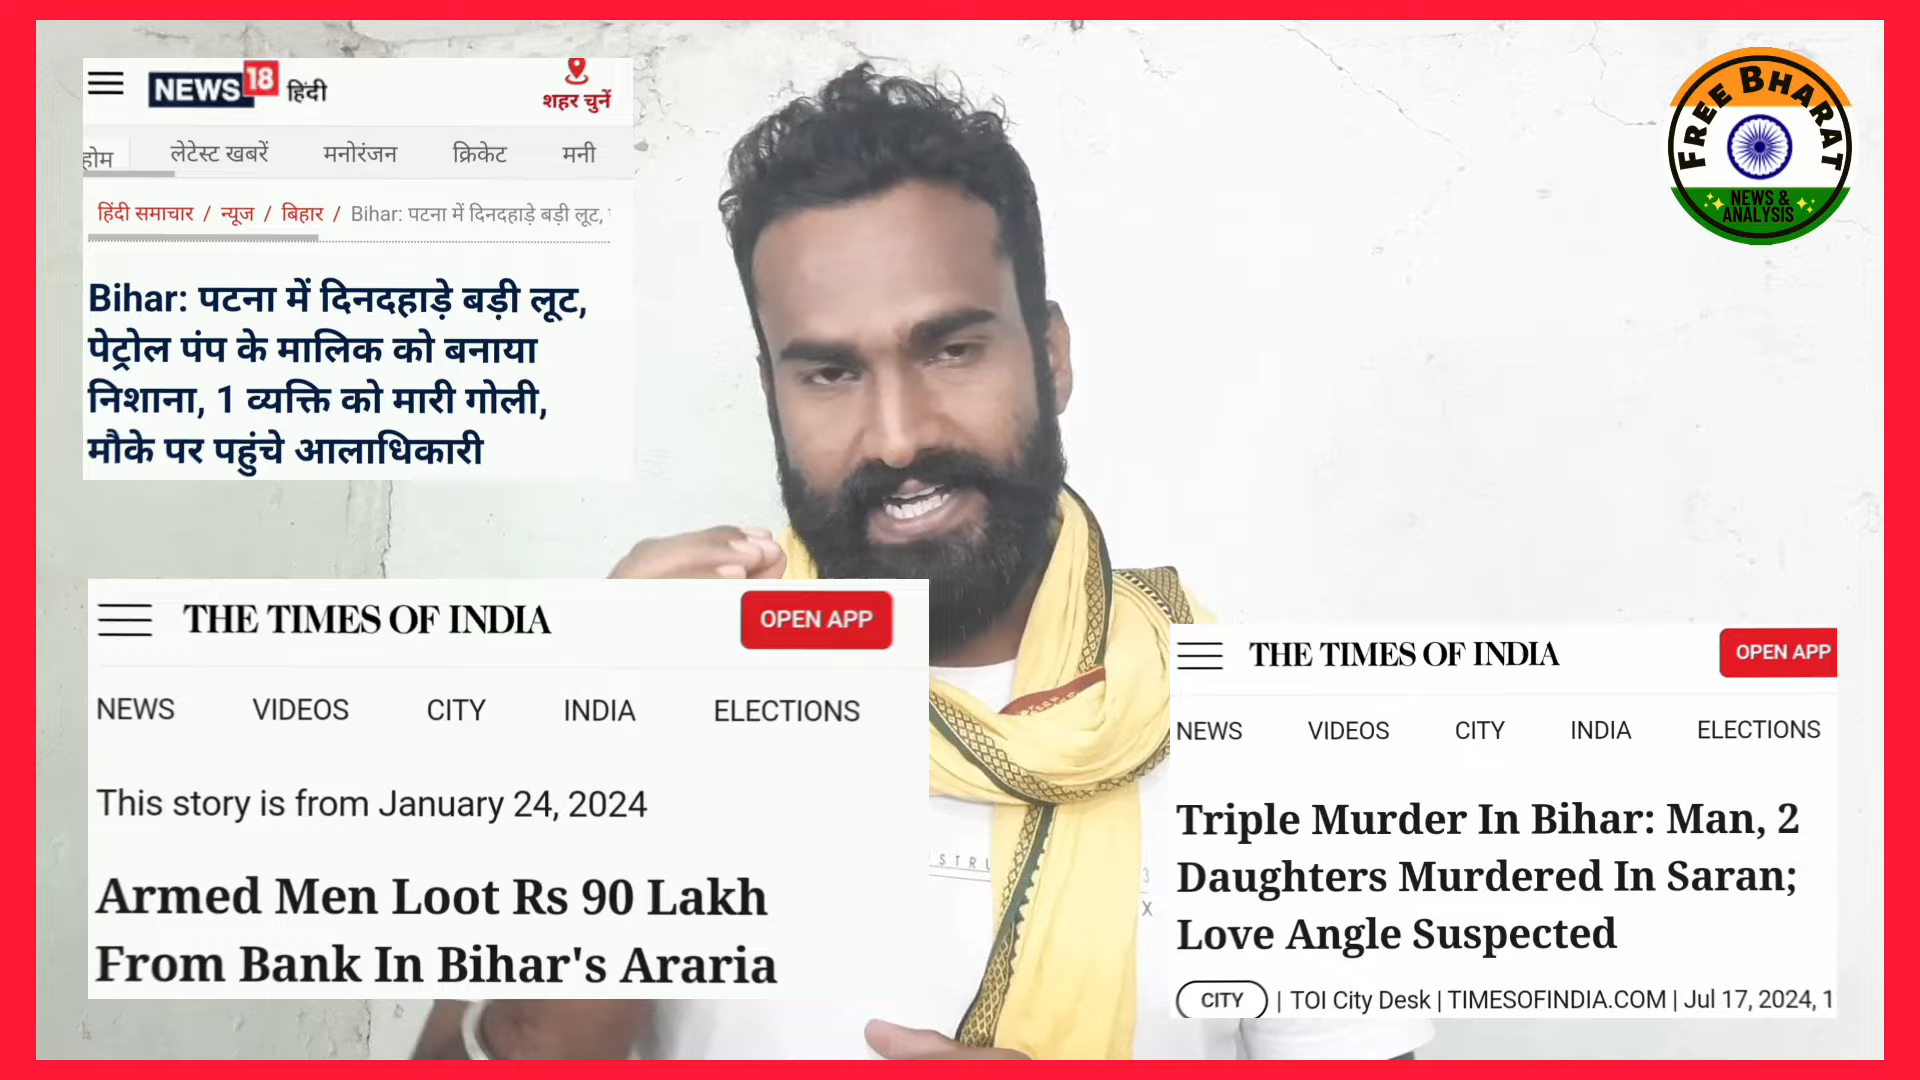 NEWS 18 हिंदी
शहर चुनें
होम लेटेस्ट खबरें मनोरंजन क्रिकेट मनी
हिंदी समाचार / न्यूज / बिहार / Bihar: पटना में दिनदहाड़े बड़ी लूट,
Bihar: पटना में दिनदहाड़े बड़ी लूट,
पेट्रोल पंप के मालिक को बनाया
निशाना, 1 व्यक्ति को मारी गोली,
मौके पर पहुंचे आलाधिकारी
FREE BHARAT
NEWS &
ANALYSIS
THE TIMES OF INDIA OPEN APP
NEWS VIDEOS CITY INDIA ELECTIONS
This story is from January 24, 2024
Armed Men Loot Rs 90 Lakh
From Bank In Bihar's Araria
THE TIMES OF INDIA OPEN APP
NEWS VIDEOS CITY INDIA ELECTIONS
Triple Murder In Bihar: Man, 2
Daughters Murdered In Saran;
Love Angle Suspected
CITY | TOI City Desk | TIMESOFINDIA.COM | Jul 17, 2024, 1